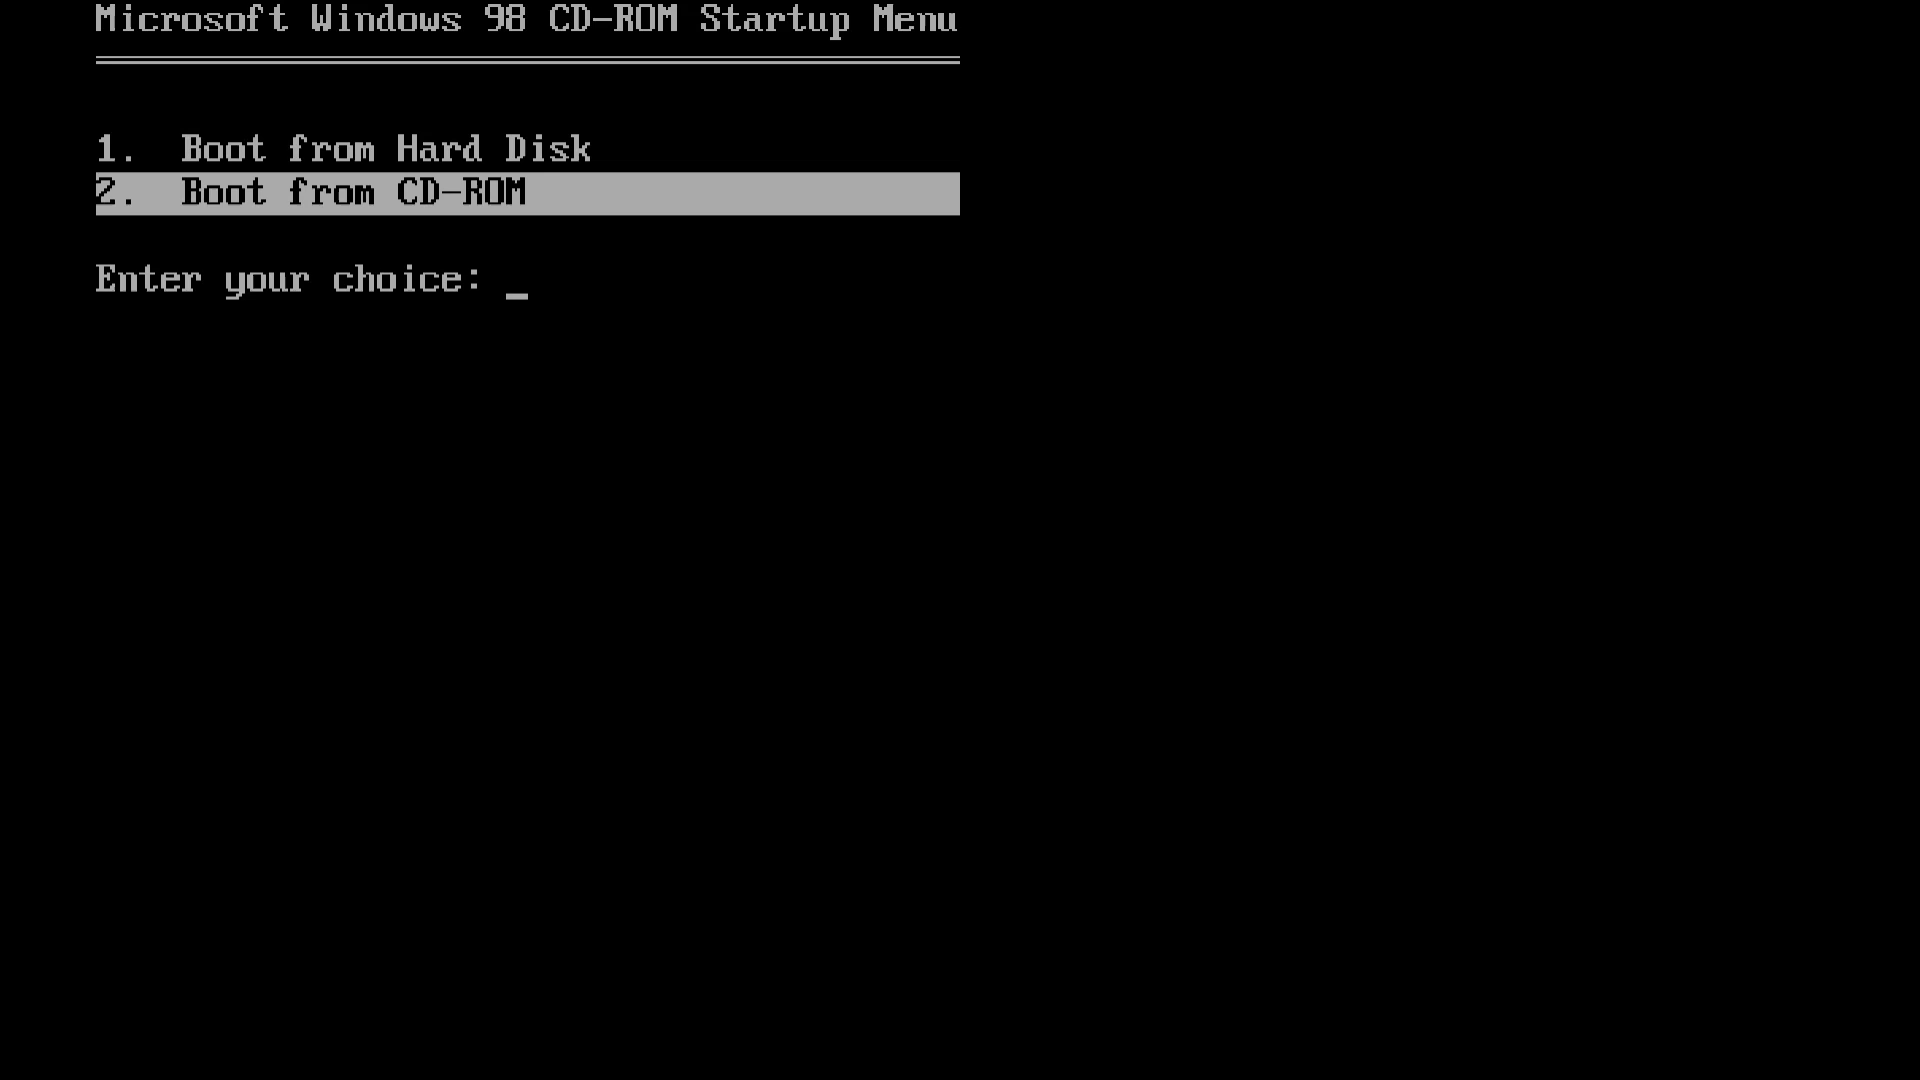 Microsoft Windows 98 CD-ROM Startup Menu
1. Boot from Hard Disk
2. Boot from CD-ROM
Enter your choice: _